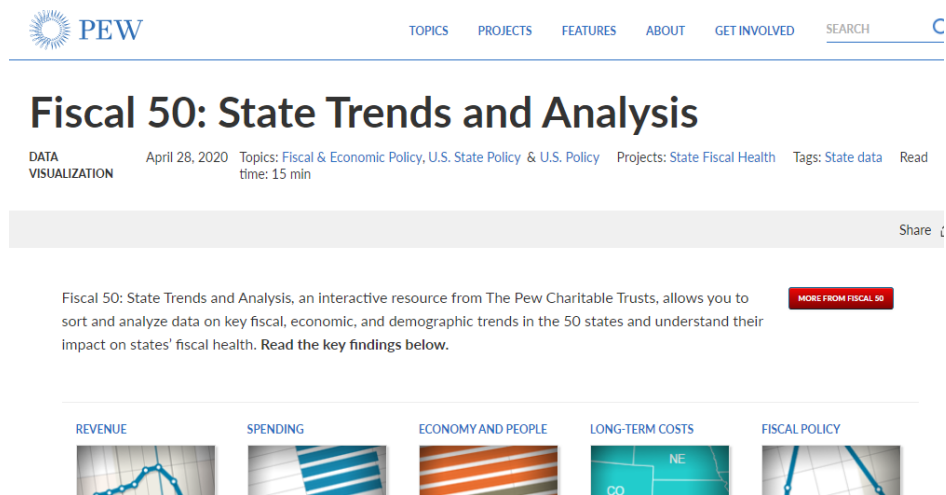 PEW
TOPICS PROJECTS FEATURES ABOUT GET INVOLVED SEARCH
Fiscal 50: State Trends and Analysis
DATA VISUALIZATION
April 28, 2020 Topics: Fiscal & Economic Policy, U.S. State Policy & U.S. Policy Projects: State Fiscal Health Tags: State data Read
time: 15 min
Share
Fiscal 50: State Trends and Analysis, an interactive resource from The Pew Charitable Trusts, allows you to
sort and analyze data on key fiscal, economic, and demographic trends in the 50 states and understand their
impact on states' fiscal health. Read the key findings below.
MORE FROM FISCAL 50
REVENUE SPENDING ECONOMY AND PEOPLE LONG-TERM COSTS FISCAL POLICY
NE
CO